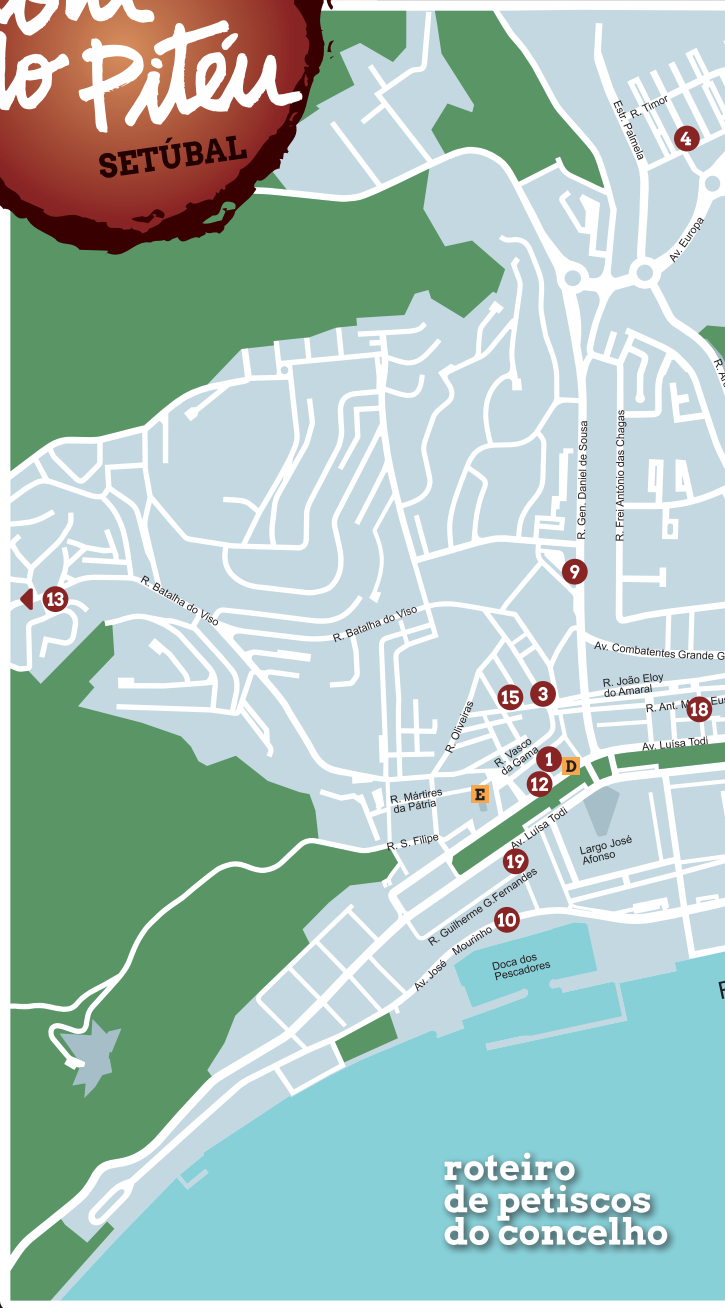 do Pitéu
SETÚBAL
R. Timor
Estr. Palmela
4
Av. Europa
R. Gen. Daniel de Sousa
R. Frei António das Chagas
9
13
R. Batalha do Viso
R. Batalha do Viso
Av. Combatentes Grande G
R. João Eloy
do Amaral
15
3
R. Ant. M
18
R. Oliveiras
R. Vasco
da Gama
1
D
Av. Luísa Todi
12
E
R. Mártires
da Pátria
R. S. Filipe
Av. Luísa Todi
Largo José
Afonso
19
R. Guilherme G.Fernandes
10
Av. José Mourinho
Doca dos
Pescadores
roteiro
de petiscos
do concelho